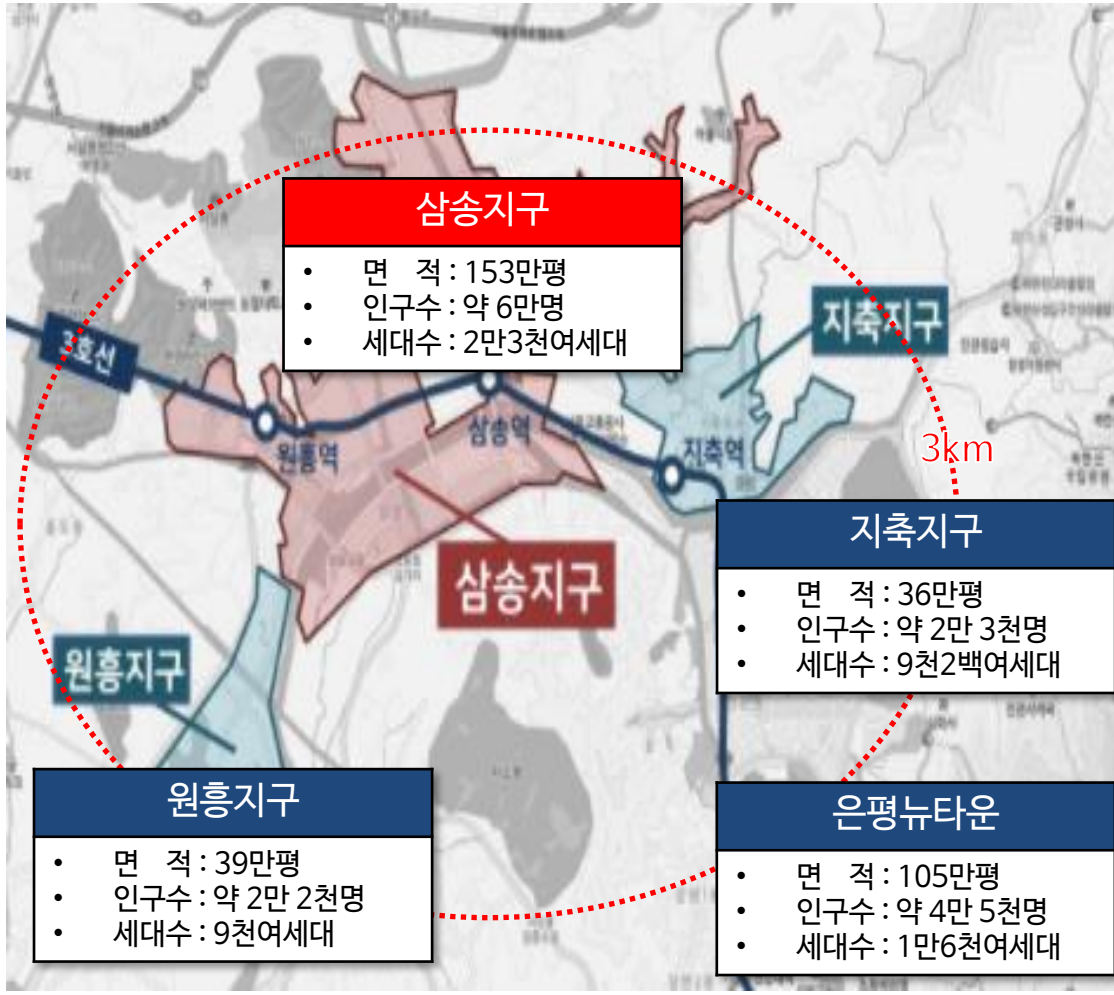 삼송지구
• 면 적 : 153만평
• 인구수 : 약 6만명
• 세대수 : 2만3천여세대
지축지구
3호선
원흥역
삼송역
지축역
3km
지축지구
• 면 적 : 36만평
• 인구수 : 약 2만 3천명
• 세대수 : 9천2백여세대
삼송지구
원흥지구
원흥지구
• 면 적 : 39만평
• 인구수 : 약 2만 2천명
• 세대수 : 9천여세대
은평뉴타운
• 면 적 : 105만평
• 인구수 : 약 4만 5천명
• 세대수 : 1만6천여세대